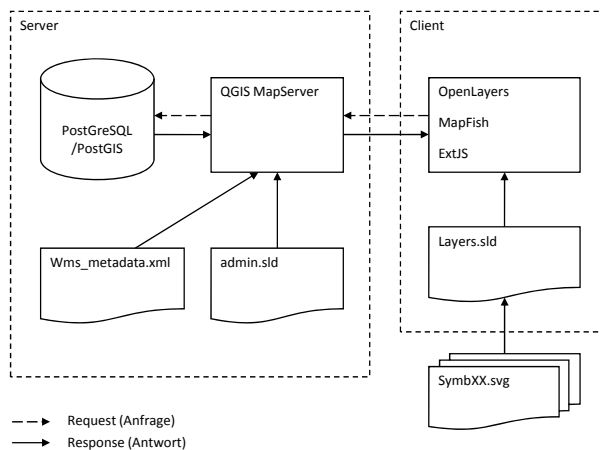 Server
Client
PostGreSQL
/PostGIS
QGIS MapServer
OpenLayers
MapFish
ExtJS
Wms_metadata.xml
admin.sld
Layers.sld
SymbXX.svg
Request (Anfrage)
Response (Antwort)